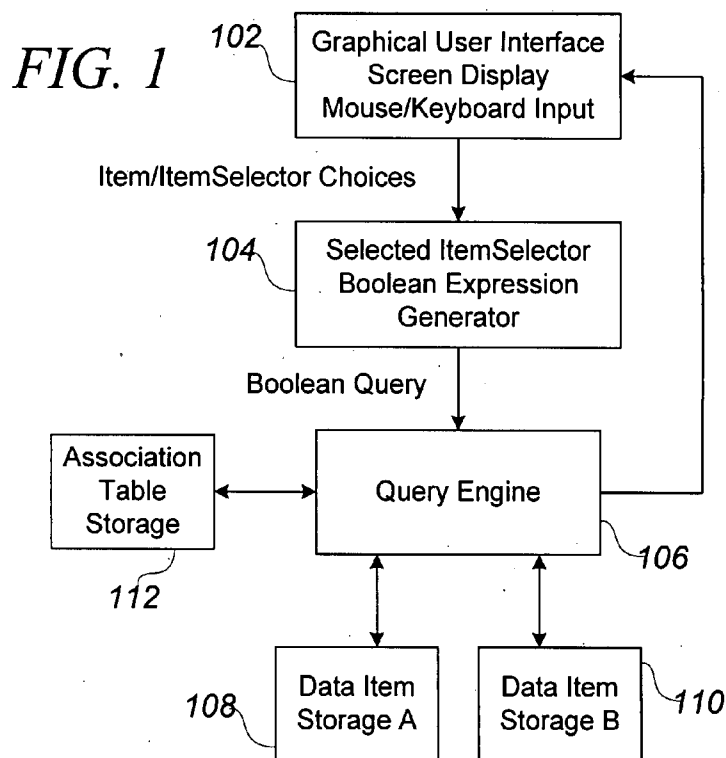 FIG. 1
102
Graphical User Interface
Screen Display
Mouse/Keyboard Input
Item/ItemSelector Choices
104
Selected ItemSelector
Boolean Expression
Generator
Boolean Query
Association
Table
Storage
112
Query Engine
106
108
Data Item
Storage A
Data Item
Storage B
110